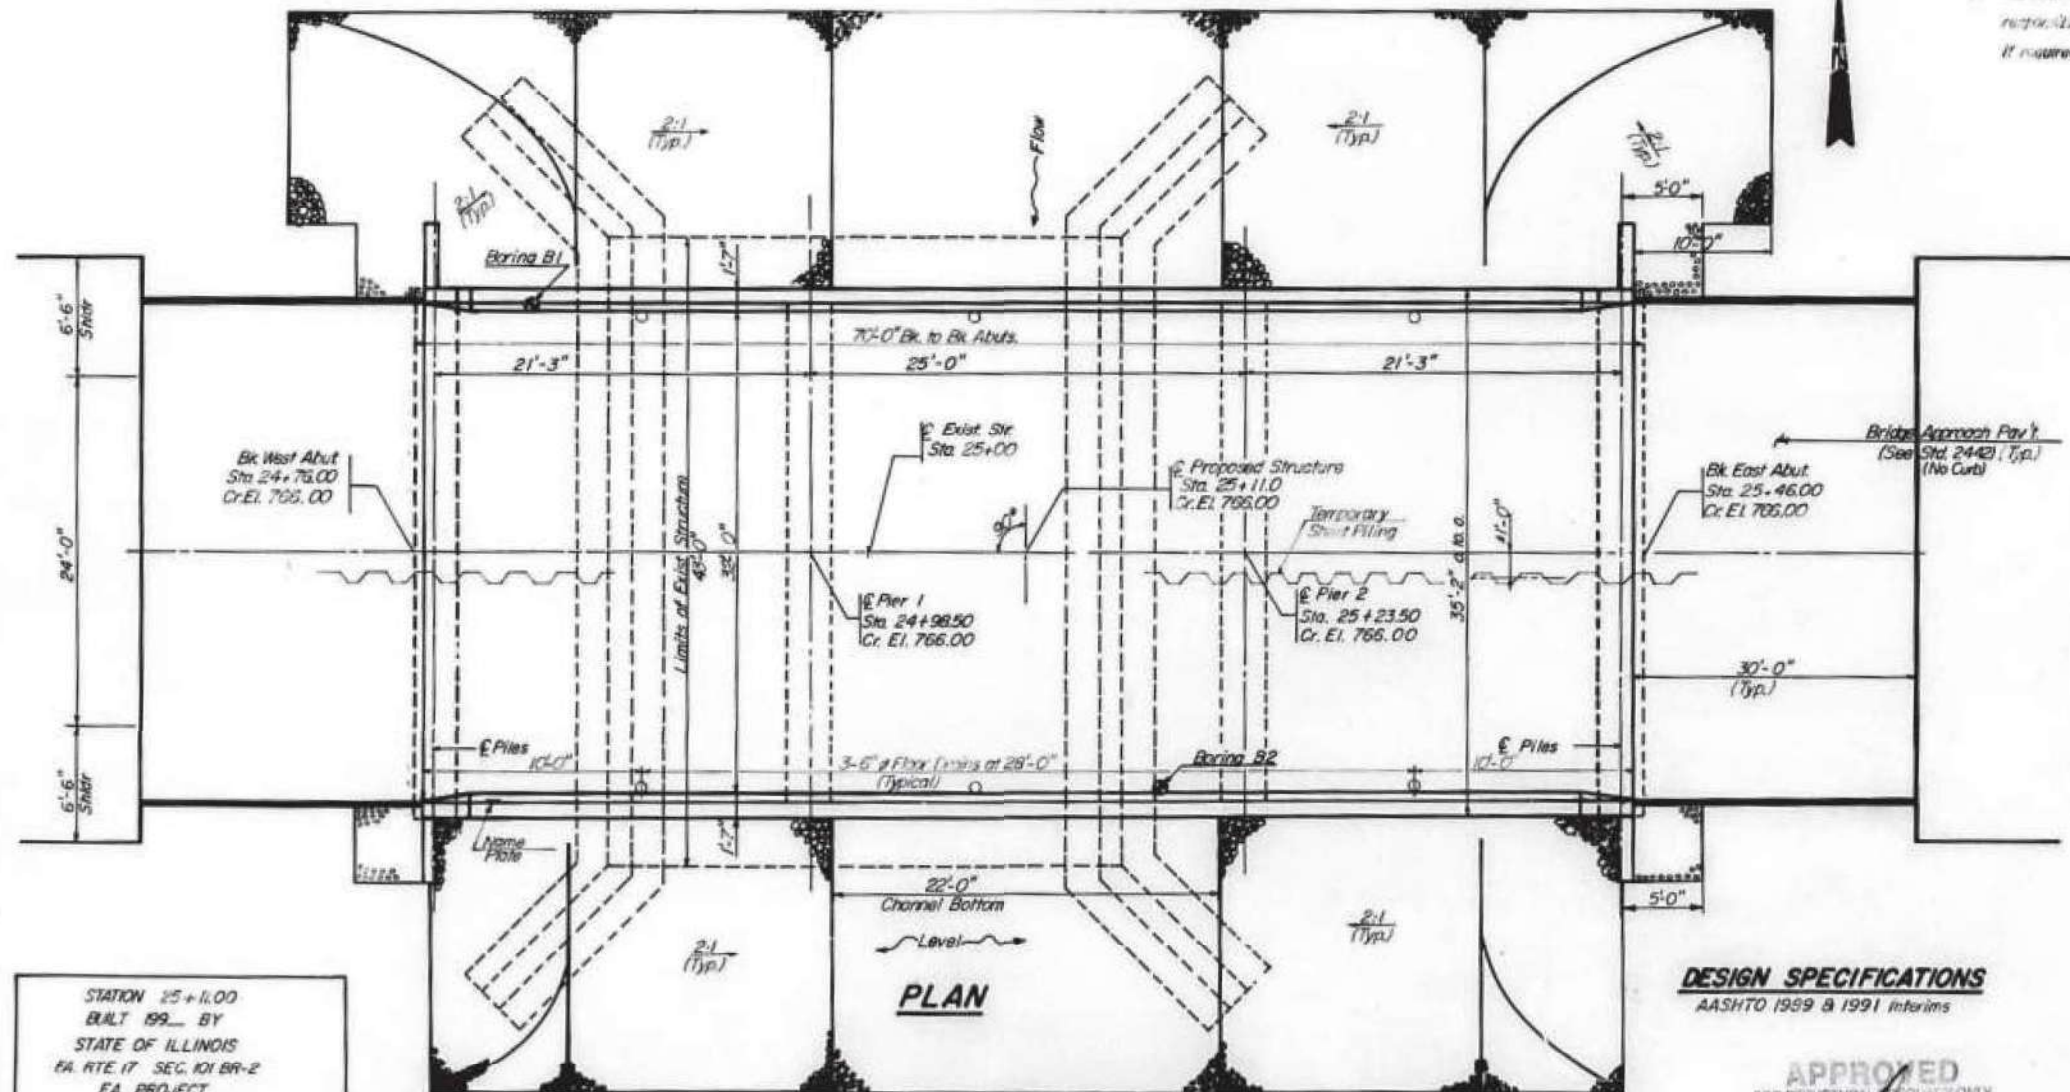 If require
2:1
(Typ.)
Flow
2:1
(Typ.)
2:1
(Typ.)
N
5'-0"
2:1
(Typ.)
10'-0"
Boring B1
1'-7"
6'-6"
Shldr
70'-0" Bk. to Bk. Abuts.
21'-3"
25'-0"
21'-3"
℄ Exist. Str.
Sta. 25+00
Bk. West Abut.
Sta. 24+76.00
Cr. El. 766.00
℄ Proposed Structure
Sta. 25+11.0
Cr. El. 766.00
Bridge Approach Pav't.
(See Std. 2442) (Typ.)
(No Curb)
Bk. East Abut.
Sta. 25+46.00
Cr. El. 766.00
Limits of Exist. Structure
90°
Temporary
Sheet Piling
35'-2" o. to o.
24'-0"
℄ Pier 1
Sta. 24+98.50
Cr. El. 766.00
℄ Pier 2
Sta. 25+23.50
Cr. El. 766.00
30'-0"
(Typ.)
℄ Piles
10'-0"
3-6" ø Floor Drains at 28'-0"
(Typical)
Boring B2
℄ Piles
10'-0"
6'-6"
Shldr
Name
Plate
1'-7"
22'-0"
Channel Bottom
Level
5'-0"
2:1
(Typ.)
2:1
(Typ.)
PLAN
DESIGN SPECIFICATIONS
AASHTO 1989 & 1991 Interims
STATION 25+11.00
BUILT 199__ BY
STATE OF ILLINOIS
F.A. RTE. 17 SEC. 101 BR-2
F.A. PROJECT
APPROVED